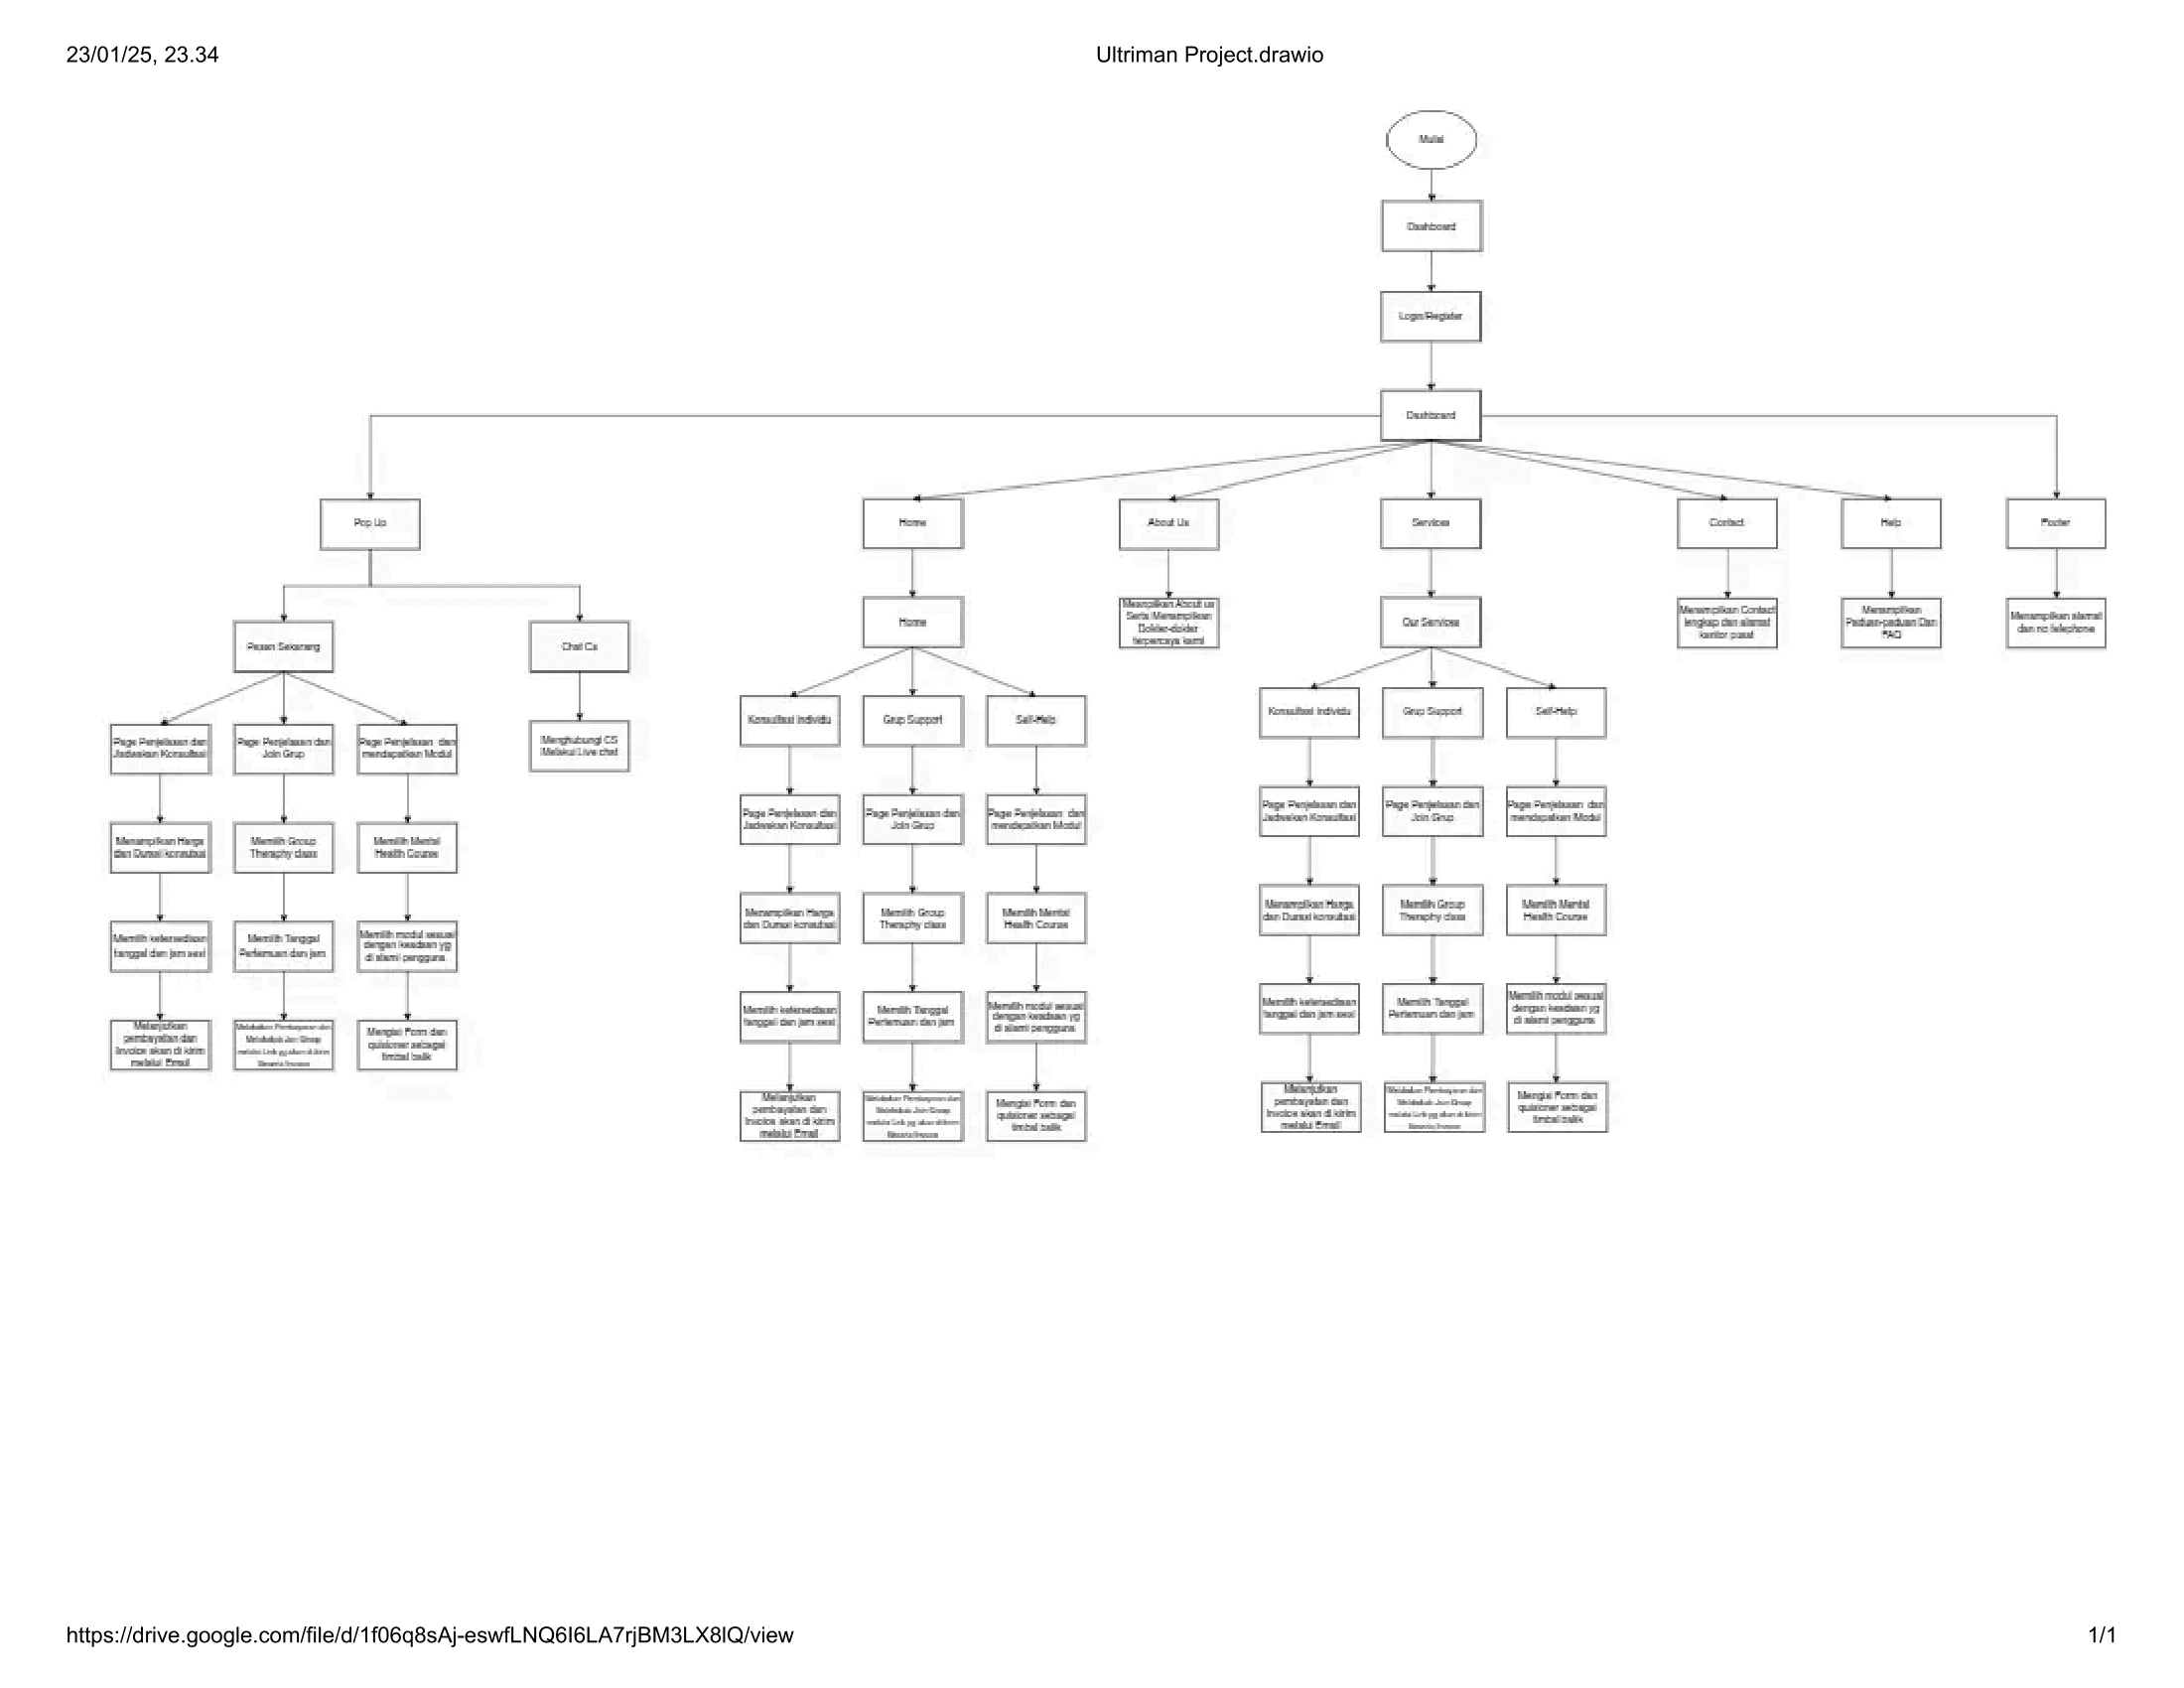 23/01/25, 23.34
Ultriman Project.drawio
Mulai
Dashboard
Login/Register
Dashboard
Pop Up
Home
About Us
Services
Contact
Help
Footer
Pesan Sekarang
Chat Cs
Home
Meanpilkan About us
Serta Menampilkan
Dokter-dokter
terpercaya kami
Our Services
Menampilkan Contact
lengkap dan alamat
kantor pusat
Menampilkan
Paduan-paduan Dan
FAQ
Menampilkan alamat
dan no telephone
Page Penjelasan dan
Jadwalkan Konsultasi
Page Penjelasan dan
Join Grup
Page Penjelasan dan
mendapatkan Modul
Menghubungi CS
Melalui Live chat
Konsultasi Individu
Grup Support
Self-Help
Konsultasi Individu
Grup Support
Self-Help
Menampilkan Harga
dan Durasi konsultasi
Memilih Group
Theraphy class
Memilih Mental
Health Course
Page Penjelasan dan
Jadwalkan Konsultasi
Page Penjelasan dan
Join Grup
Page Penjelasan dan
mendapatkan Modul
Page Penjelasan dan
Jadwalkan Konsultasi
Page Penjelasan dan
Join Grup
Page Penjelasan dan
mendapatkan Modul
Memilih ketersediaan
tanggal dan jam sesi
Memilih Tanggal
Pertemuan dan jam
Memilih modul sesuai
dengan keadaan yg
di alami pengguna
Menampilkan Harga
dan Durasi konsultasi
Memilih Group
Theraphy class
Memilih Mental
Health Course
Menampilkan Harga
dan Durasi konsultasi
Memilih Group
Theraphy class
Memilih Mental
Health Course
Melanjutkan
pembayatan dan
Invoice akan di kirim
melalui Email
Melakukan Pembayaran dan
Melakukan Join Group
melalui Link yg akan di kirim
Beserta Invoice
Mengisi Form dan
quisioner sebagai
timbal balik
Memilih ketersediaan
tanggal dan jam sesi
Memilih Tanggal
Pertemuan dan jam
Memilih modul sesuai
dengan keadaan yg
di alami pengguna
Memilih ketersediaan
tanggal dan jam sesi
Memilih Tanggal
Pertemuan dan jam
Memilih modul sesuai
dengan keadaan yg
di alami pengguna
Melanjutkan
pembayatan dan
Invoice akan di kirim
melalui Email
Melakukan Pembayaran dan
Melakukan Join Group
melalui Link yg akan di kirim
Beserta Invoice
Mengisi Form dan
quisioner sebagai
timbal balik
Melanjutkan
pembayatan dan
Invoice akan di kirim
melalui Email
Melakukan Pembayaran dan
Melakukan Join Group
melalui Link yg akan di kirim
Beserta Invoice
Mengisi Form dan
quisioner sebagai
timbal balik
https://drive.google.com/file/d/1f06q8sAj-eswfLNQ6I6LA7rjBM3LX8lQ/view
1/1